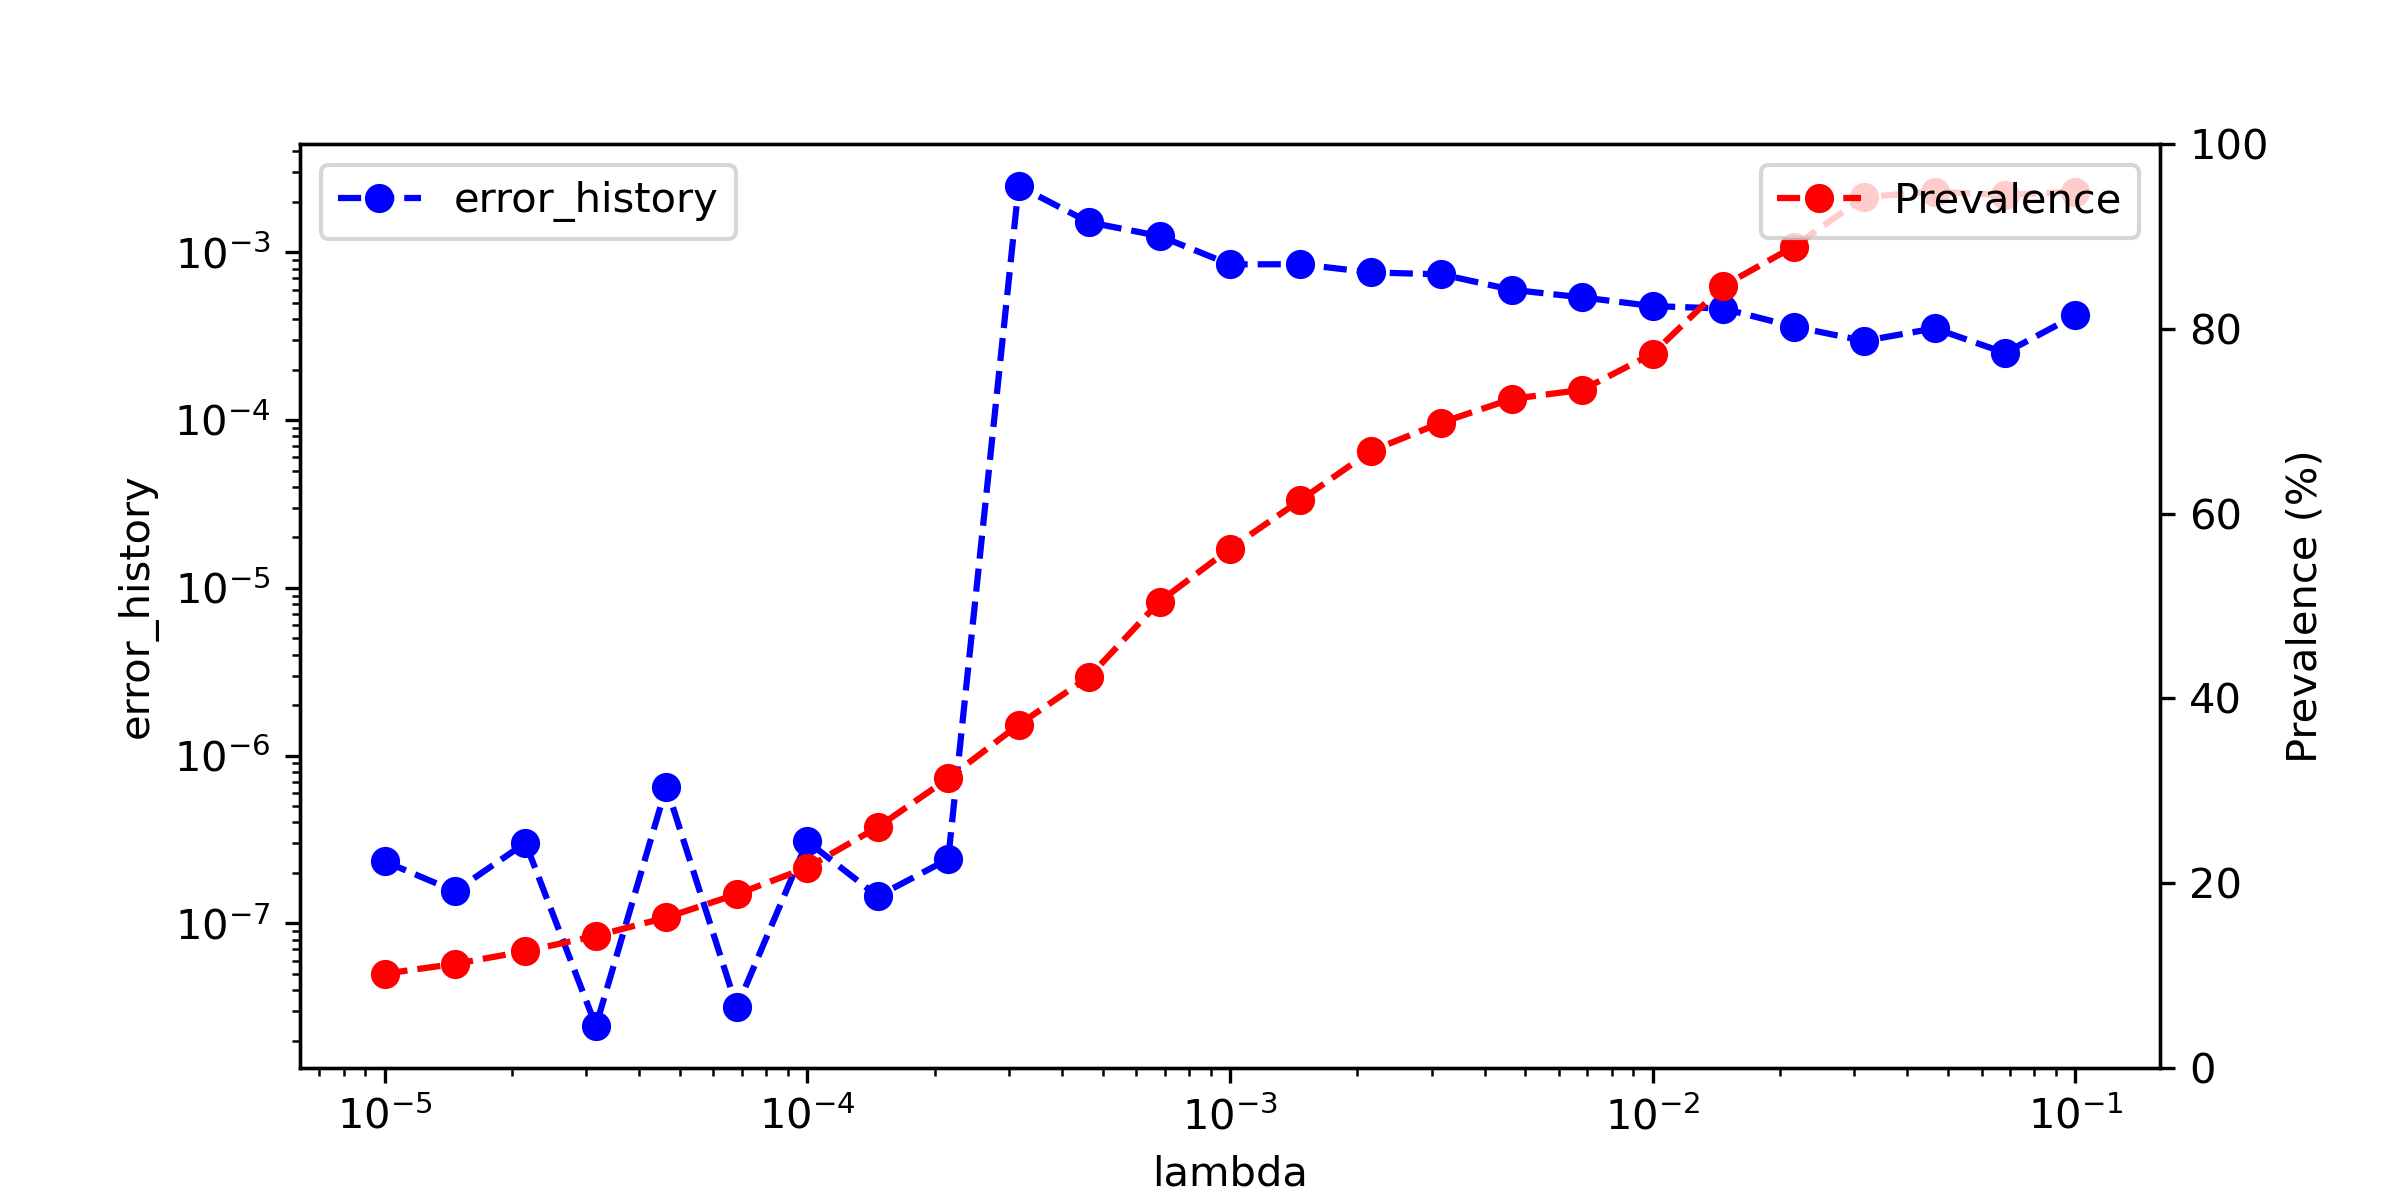 error_history
Prevalence
10⁻³
10⁻⁴
10⁻⁵
10⁻⁶
10⁻⁷
error_history
100
80
60
40
20
0
Prevalence (%)
10⁻⁵ 10⁻⁴ 10⁻³ 10⁻² 10⁻¹
lambda